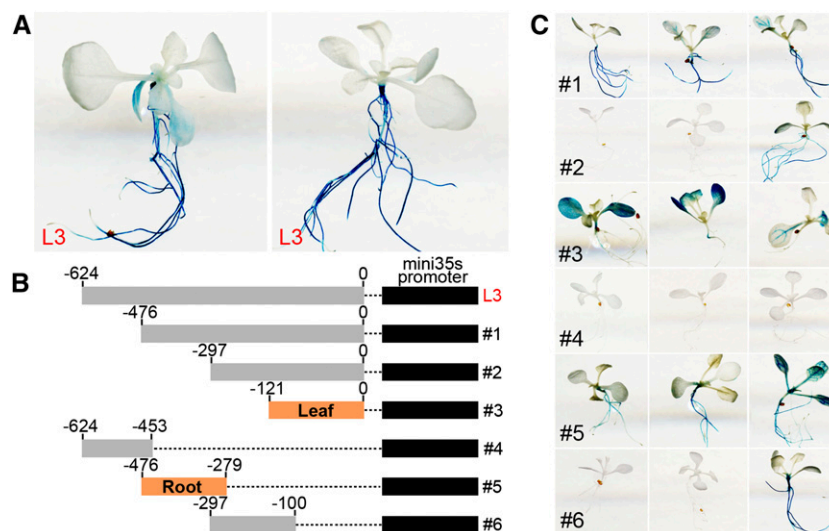 A
L3
L3
B
mini35s
promoter
-624 0
L3
-476 0
#1
-297 0
#2
-121 0
Leaf
#3
-624 -453
#4
-476 -279
Root
#5
-297 -100
#6
C
#1
#2
#3
#4
#5
#6